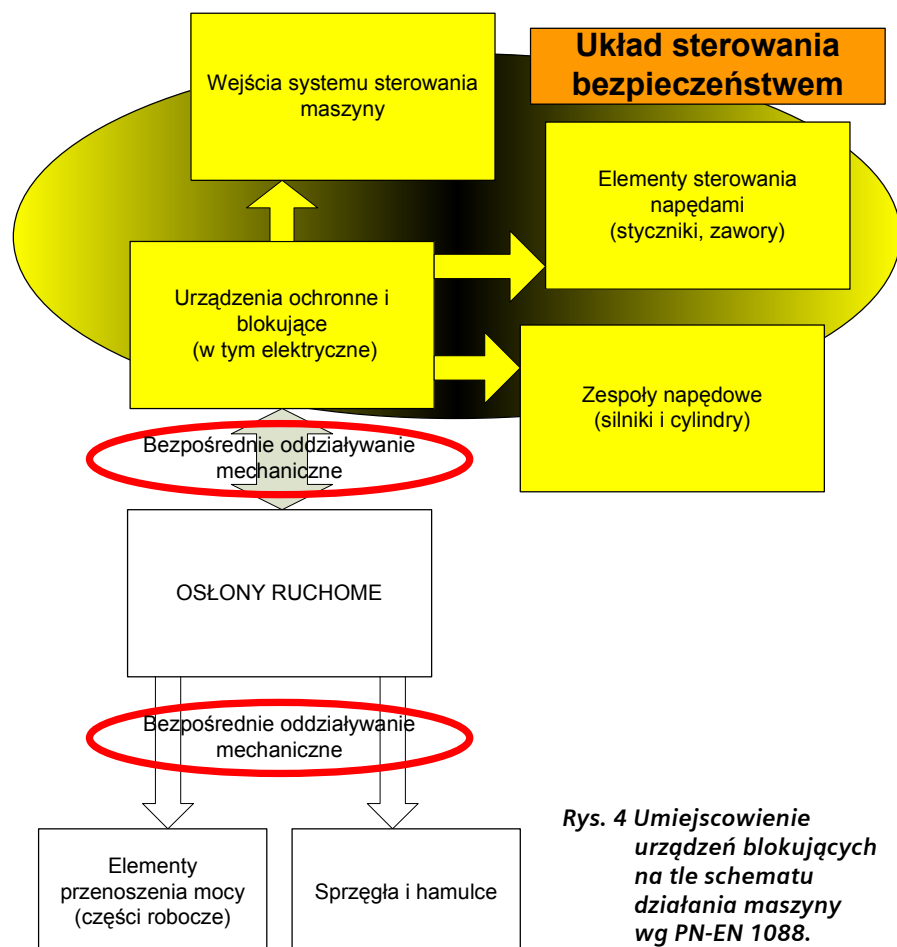 Układ sterowania
bezpieczeństwem
Wejścia systemu sterowania
maszyny
Elementy sterowania
napędami
(styczniki, zawory)
Urządzenia ochronne i
blokujące
(w tym elektryczne)
Zespoły napędowe
(silniki i cylindry)
Bezpośrednie oddziaływanie
mechaniczne
OSŁONY RUCHOME
Bezpośrednie oddziaływanie
mechaniczne
Elementy
przenoszenia mocy
(części robocze)
Sprzęgła i hamulce
Rys. 4 Umiejscowienie
urządzeń blokujących
na tle schematu
działania maszyny
wg PN-EN 1088.